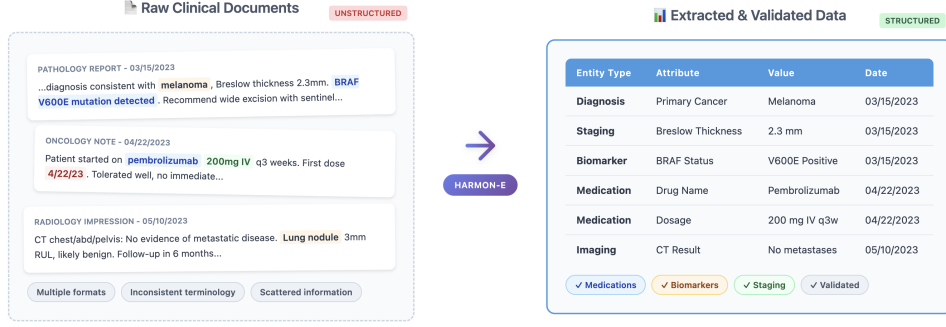 Raw Clinical Documents
UNSTRUCTURED
PATHOLOGY REPORT - 03/15/2023
...diagnosis consistent with melanoma , Breslow thickness 2.3mm. BRAF
V600E mutation detected . Recommend wide excision with sentinel...
ONCOLOGY NOTE - 04/22/2023
Patient started on pembrolizumab 200mg IV q3 weeks. First dose
4/22/23 . Tolerated well, no immediate...
RADIOLOGY IMPRESSION - 05/10/2023
CT chest/abd/pelvis: No evidence of metastatic disease. Lung nodule 3mm
RUL, likely benign. Follow-up in 6 months...
Multiple formats Inconsistent terminology Scattered information
HARMON-E
Extracted & Validated Data
STRUCTURED
Entity Type Attribute Value Date
Diagnosis Primary Cancer Melanoma 03/15/2023
Staging Breslow Thickness 2.3 mm 03/15/2023
Biomarker BRAF Status V600E Positive 03/15/2023
Medication Drug Name Pembrolizumab 04/22/2023
Medication Dosage 200 mg IV q3w 04/22/2023
Imaging CT Result No metastases 05/10/2023
✓ Medications ✓ Biomarkers ✓ Staging ✓ Validated